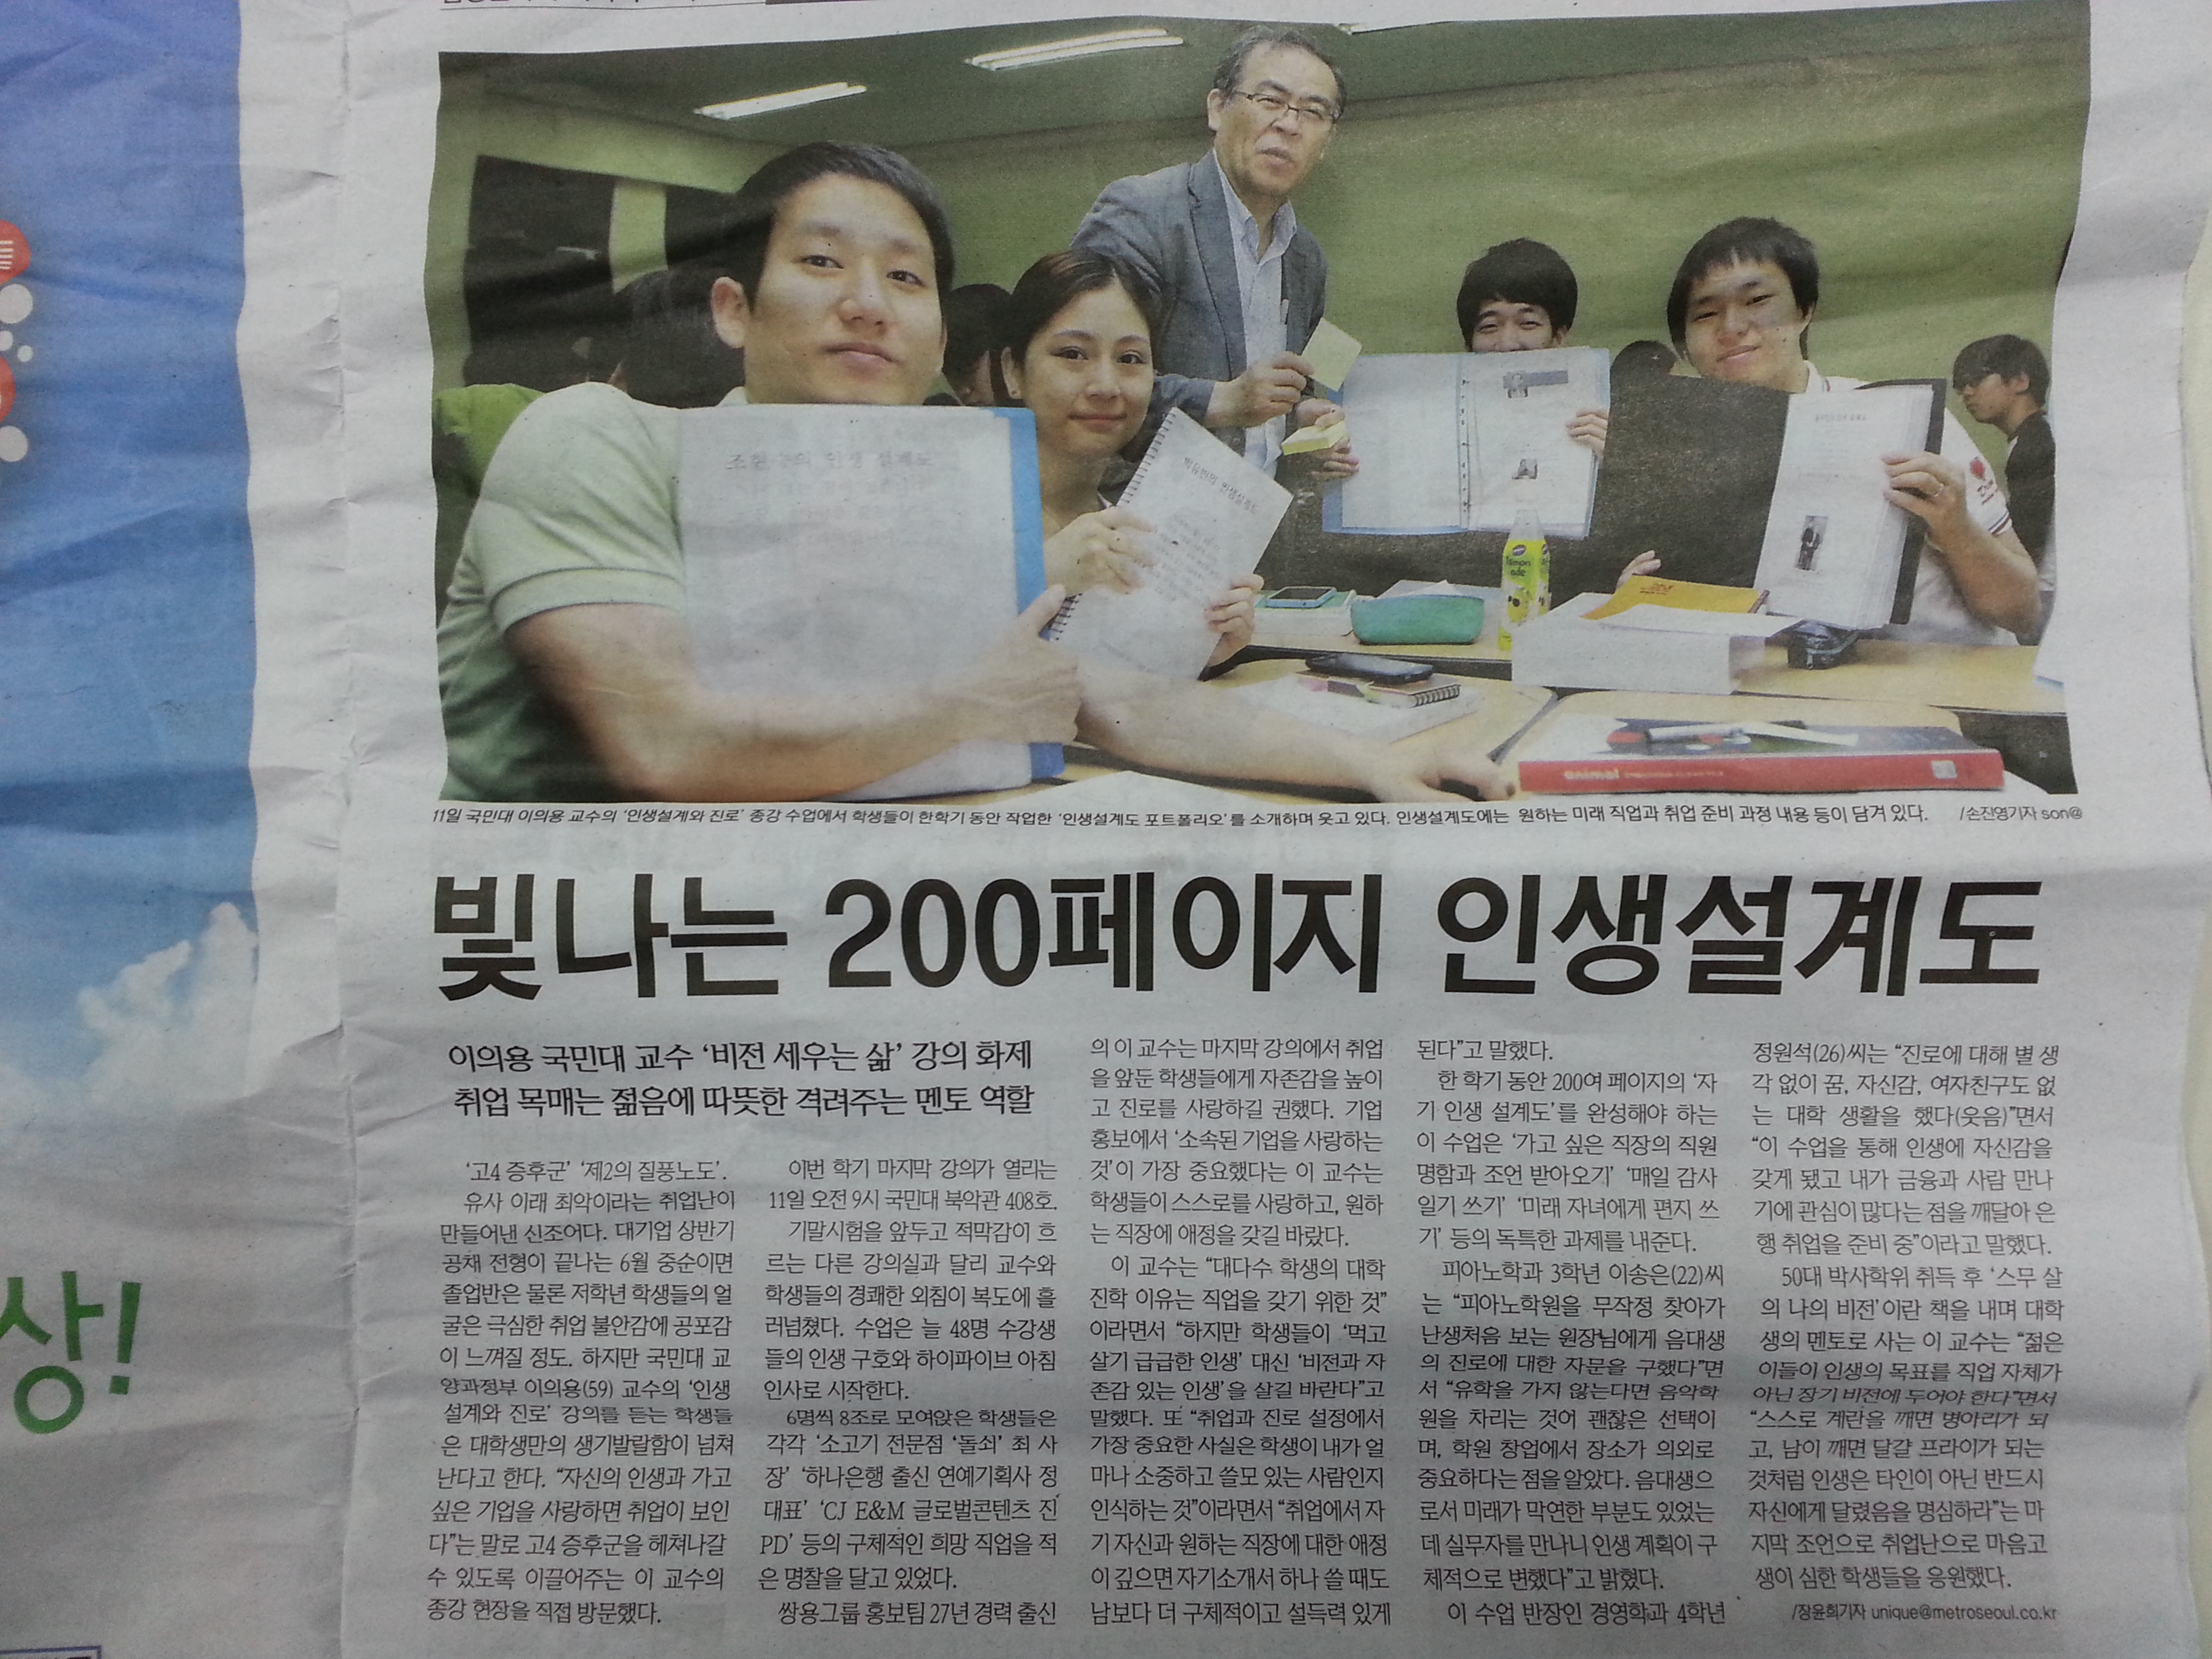 상!
조현 의 인생 설계도
의 인생설계도
animal
11일 국민대 이의용 교수의 ‘인생설계와 진로’ 종강 수업에서 학생들이 한학기 동안 작업한 ‘인생설계도 포트폴리오’를 소개하며 웃고 있다. 인생설계도에는 원하는 미래 직업과 취업 준비 과정 내용 등이 담겨 있다. /손진영기자 son@
빛나는 200페이지 인생설계도
이의용 국민대 교수 ‘비전 세우는 삶’ 강의 화제
취업 목매는 젊음에 따뜻한 격려주는 멘토 역할
‘고4 증후군’ ‘제2의 질풍노도’.
유사 이래 최악이라는 취업난이
만들어낸 신조어다. 대기업 상반기
공채 전형이 끝나는 6월 중순이면
졸업반은 물론 저학년 학생들의 얼
굴은 극심한 취업 불안감에 공포감
이 느껴질 정도. 하지만 국민대 교
양과정부 이의용(59) 교수의 ‘인생
설계와 진로’ 강의를 듣는 학생들
은 대학생만의 생기발랄함이 넘쳐
난다고 한다. “자신의 인생과 가고
싶은 기업을 사랑하면 취업이 보인
다”는 말로 고4 증후군을 헤쳐나갈
수 있도록 이끌어주는 이 교수의
종강 현장을 직접 방문했다.
이번 학기 마지막 강의가 열리는
11일 오전 9시 국민대 북악관 408호.
기말시험을 앞두고 적막감이 흐
르는 다른 강의실과 달리 교수와
학생들의 경쾌한 외침이 복도에 흘
러넘쳤다. 수업은 늘 48명 수강생
들의 인생 구호와 하이파이브 아침
인사로 시작한다.
6명씩 8조로 모여앉은 학생들은
각각 ‘소고기 전문점 ‘돌쇠’ 최 사
장’ ‘하나은행 출신 연예기획사 정
대표’ ‘CJ E&M 글로벌콘텐츠 진
PD’ 등의 구체적인 희망 직업을 적
은 명찰을 달고 있었다.
쌍용그룹 홍보팀 27년 경력 출신
의 이 교수는 마지막 강의에서 취업
을 앞둔 학생들에게 자존감을 높이
고 진로를 사랑하길 권했다. 기업
홍보에서 ‘소속된 기업을 사랑하는
것’이 가장 중요했다는 이 교수는
학생들이 스스로를 사랑하고, 원하
는 직장에 애정을 갖길 바랐다.
이 교수는 “대다수 학생의 대학
진학 이유는 직업을 갖기 위한 것”
이라면서 “하지만 학생들이 ‘먹고
살기 급급한 인생’ 대신 ‘비전과 자
존감 있는 인생’을 살길 바란다”고
말했다. 또 “취업과 진로 설정에서
가장 중요한 사실은 학생이 내가 얼
마나 소중하고 쓸모 있는 사람인지
인식하는 것”이라면서 “취업에서 자
기 자신과 원하는 직장에 대한 애정
이 깊으면 자기소개서 하나 쓸 때도
남보다 더 구체적이고 설득력 있게
된다”고 말했다.
한 학기 동안 200여 페이지의 ‘자
기 인생 설계도’를 완성해야 하는
이 수업은 ‘가고 싶은 직장의 직원
명함과 조언 받아오기’ ‘매일 감사
일기 쓰기’ ‘미래 자녀에게 편지 쓰
기’ 등의 독특한 과제를 내준다.
피아노학과 3학년 이송은(22)씨
는 “피아노학원을 무작정 찾아가
난생처음 보는 원장님에게 음대생
의 진로에 대한 자문을 구했다”면
서 “유학을 가지 않는다면 음악학
원을 차리는 것어 괜찮은 선택이
며, 학원 창업에서 장소가 의외로
중요하다는 점을 알았다. 음대생으
로서 미래가 막연한 부분도 있었는
데 실무자를 만나니 인생 계획이 구
체적으로 변했다”고 밝혔다.
이 수업 반장인 경영학과 4학년
정원석(26)씨는 “진로에 대해 별 생
각 없이 꿈, 자신감, 여자친구도 없
는 대학 생활을 했다(웃음)”면서
“이 수업을 통해 인생에 자신감을
갖게 됐고 내가 금융과 사람 만나
기에 관심이 많다는 점을 깨달아 은
행 취업을 준비 중”이라고 말했다.
50대 박사학위 취득 후 ‘스무 살
의 나의 비전’이란 책을 내며 대학
생의 멘토로 사는 이 교수는 “젊은
이들이 인생의 목표를 직업 자체가
아닌 장기 비전에 두어야 한다”면서
“스스로 계란을 깨면 병아리가 되
고, 남이 깨면 달걀 프라이가 되는
것처럼 인생은 타인이 아닌 반드시
자신에게 달렸음을 명심하라”는 마
지막 조언으로 취업난으로 마음고
생이 심한 학생들을 응원했다.
/장윤희기자 unique@metroseoul.co.kr